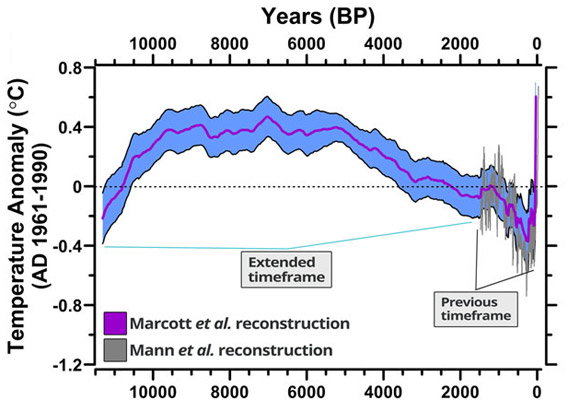 Years (BP)
10000 8000 6000 4000 2000 0
Temperature Anomaly (°C)
(AD 1961-1990)
0.8
0.4
0
-0.4
-0.8
-1.2
Extended
timeframe
Previous
timeframe
Marcott et al. reconstruction
Mann et al. reconstruction
10000 8000 6000 4000 2000 0